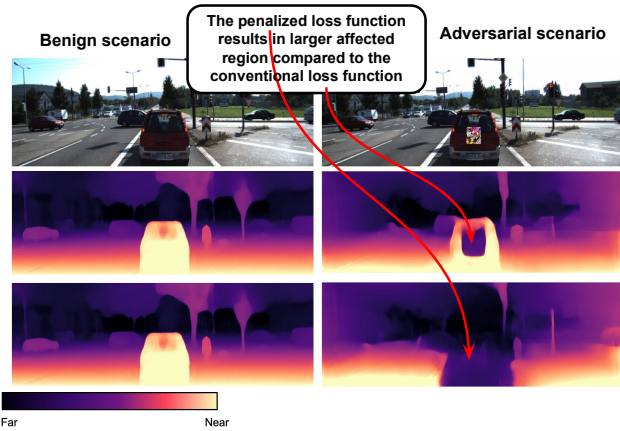 Benign scenario
The penalized loss function
results in larger affected
region compared to the
conventional loss function
Adversarial scenario
Far
Near